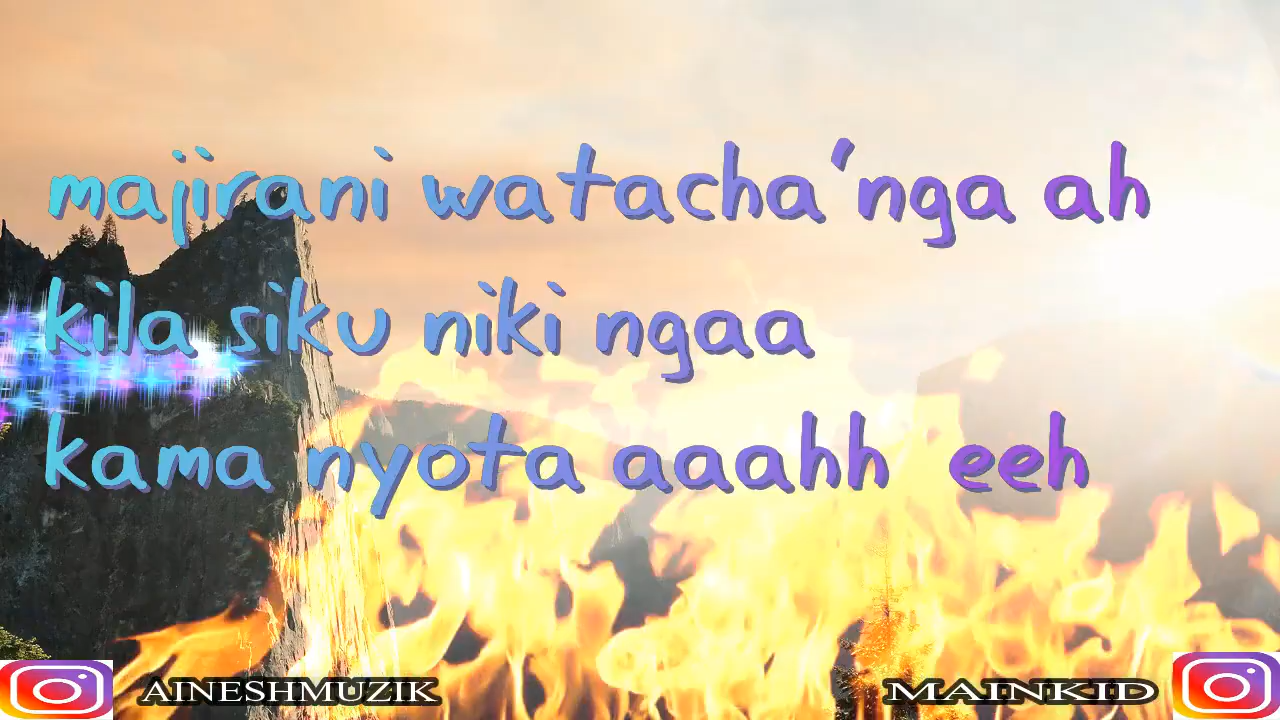 majirani watacha'nga ah
kila siku niki ngaa
kama nyota aaahh eeh
AINESHMUZIK
MAINKID